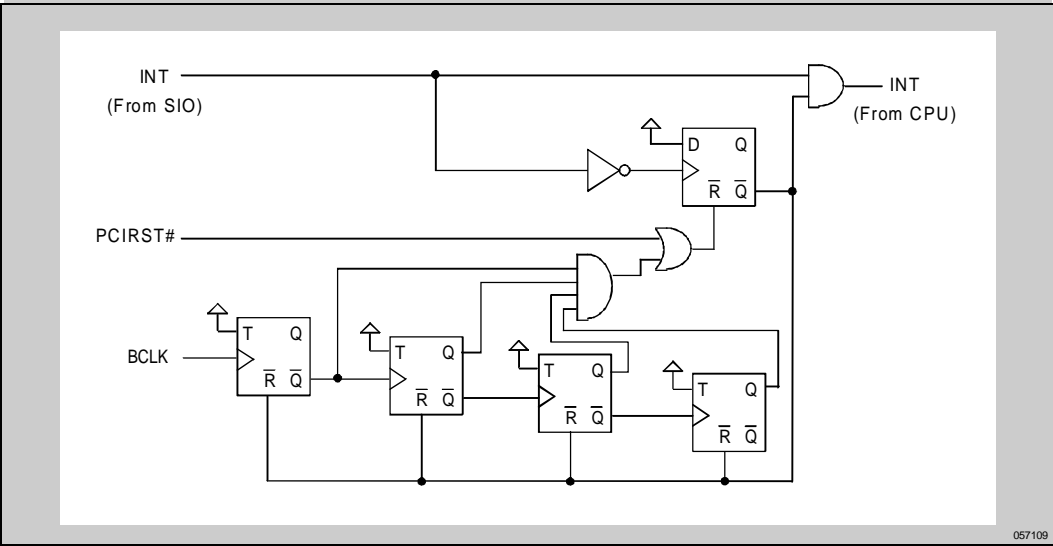 INT
(From SIO)
INT
(From CPU)
D Q
R̅ Q̅
PCIRST#
T Q
R̅ Q̅
BCLK
T Q
R̅ Q̅
T Q
R̅ Q̅
T Q
R̅ Q̅
057109